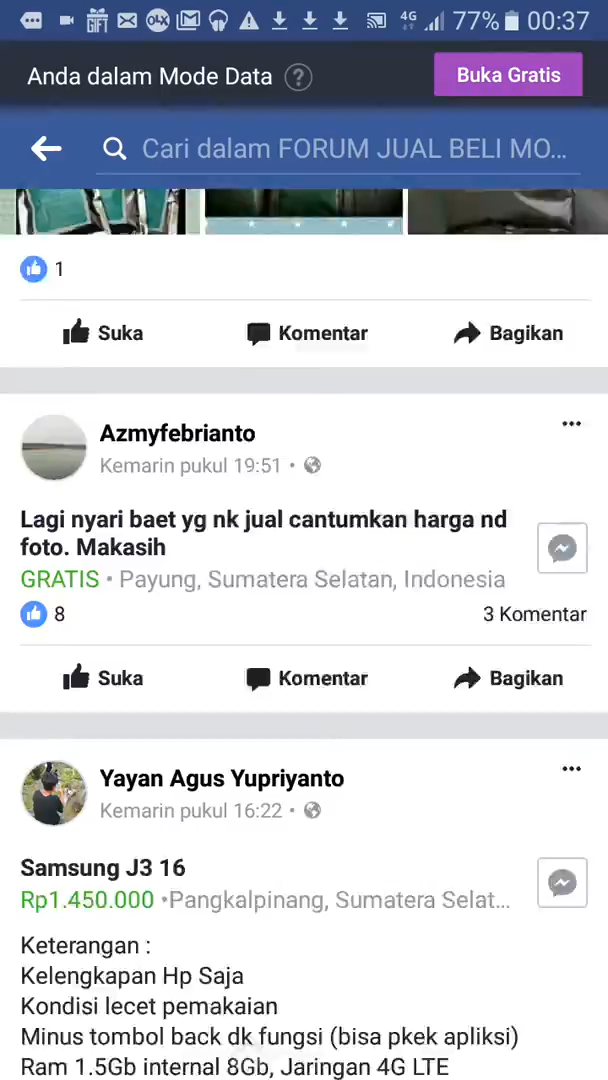 GIFT OLX 4G 77% 00:37
Anda dalam Mode Data ? Buka Gratis
Cari dalam FORUM JUAL BELI MO...
1
Suka Komentar Bagikan
Azmyfebrianto
Kemarin pukul 19:51 •
Lagi nyari baet yg nk jual cantumkan harga nd
foto. Makasih
GRATIS • Payung, Sumatera Selatan, Indonesia
8 3 Komentar
Suka Komentar Bagikan
Yayan Agus Yupriyanto
Kemarin pukul 16:22 •
Samsung J3 16
Rp1.450.000 •Pangkalpinang, Sumatera Selat...
Keterangan :
Kelengkapan Hp Saja
Kondisi lecet pemakaian
Minus tombol back dk fungsi (bisa pkek apliksi)
Ram 1.5Gb internal 8Gb, Jaringan 4G LTE